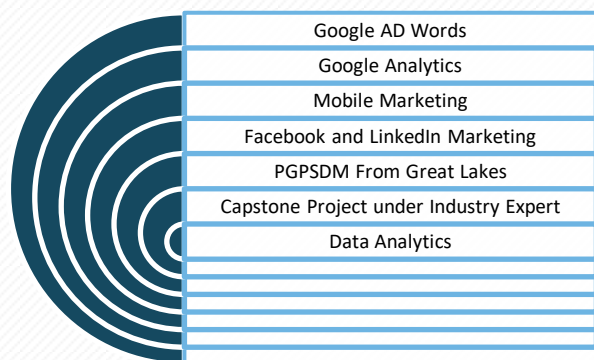 Google AD Words
Google Analytics
Mobile Marketing
Facebook and LinkedIn Marketing
PGPSDM From Great Lakes
Capstone Project under Industry Expert
Data Analytics